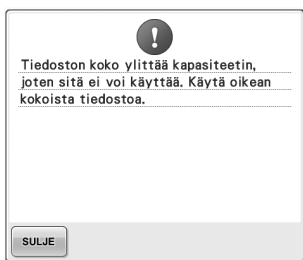 Tiedoston koko ylittää kapasiteetin,
joten sitä ei voi käyttää. Käytä oikean
kokoista tiedostoa.
SULJE